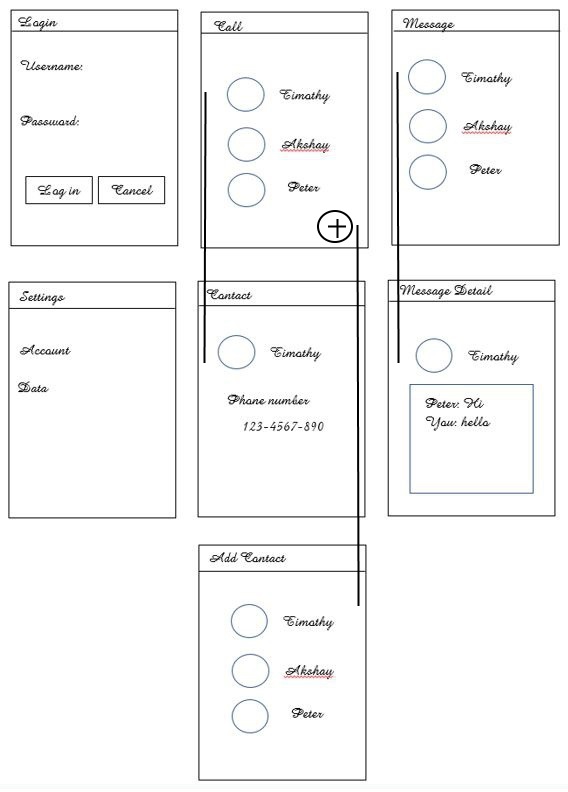 Login
Username:
Password:
Log in Cancel
Call
Timothy
Akshay
Peter
Message
Timothy
Akshay
Peter
Settings
Account
Data
Contact
Timothy
Phone number
123-4567-890
Message Detail
Timothy
Peter: Hi
You: hello
Add Contact
Timothy
Akshay
Peter